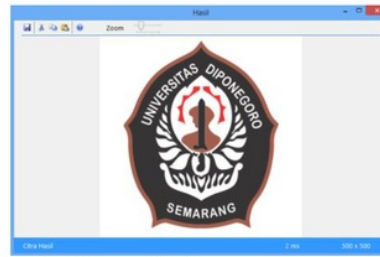 Hasil
Zoom
UNIVERSITAS DIPONEGORO
SEMARANG
Citra Hasil 2 ms 500 x 500